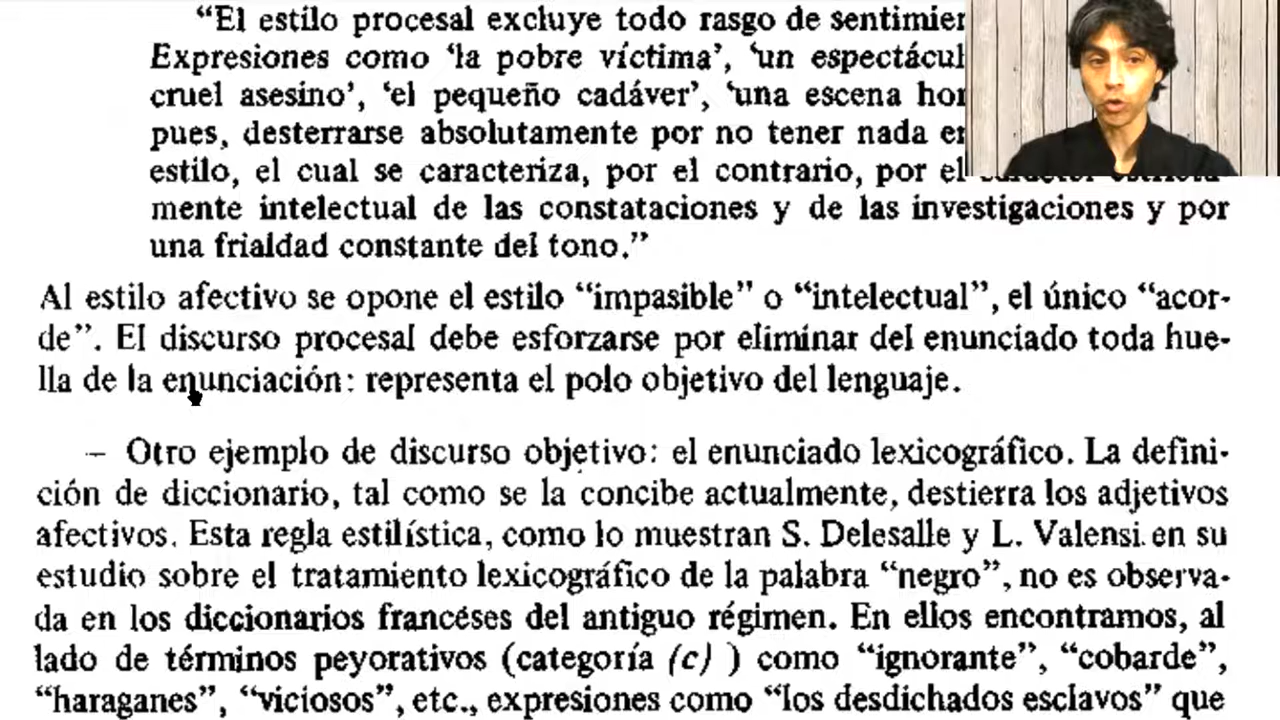 “El estilo procesal excluye todo rasgo de
Expresiones como ‘la pobre víctima’, ‘un
cruel asesino’, ‘el pequeño cadáver’, ‘una escena
pues, desterrarse absolutamente por no tener nada
estilo, el cual se caracteriza, por el contrario, por el
mente intelectual de las constataciones y de las investigaciones y por
una frialdad constante del tono.”
Al estilo afectivo se opone el estilo “impasible” o “intelectual”, el único “acor-
de”. El discurso procesal debe esforzarse por eliminar del enunciado toda hue-
lla de la enunciación: representa el polo objetivo del lenguaje.
— Otro ejemplo de discurso objetivo: el enunciado lexicográfico. La defini-
ción de diccionario, tal como se la concibe actualmente, destierra los adjetivos
afectivos. Esta regla estilística, como lo muestran S. Delesalle y L. Valensi en su
estudio sobre el tratamiento lexicográfico de la palabra “negro”, no es observa-
da en los diccionarios franceses del antiguo régimen. En ellos encontramos, al
lado de términos peyorativos (categoría (c) ) como “ignorante”, “cobarde”,
“haraganes”, “viciosos”, etc., expresiones como “los desdichados esclavos” que